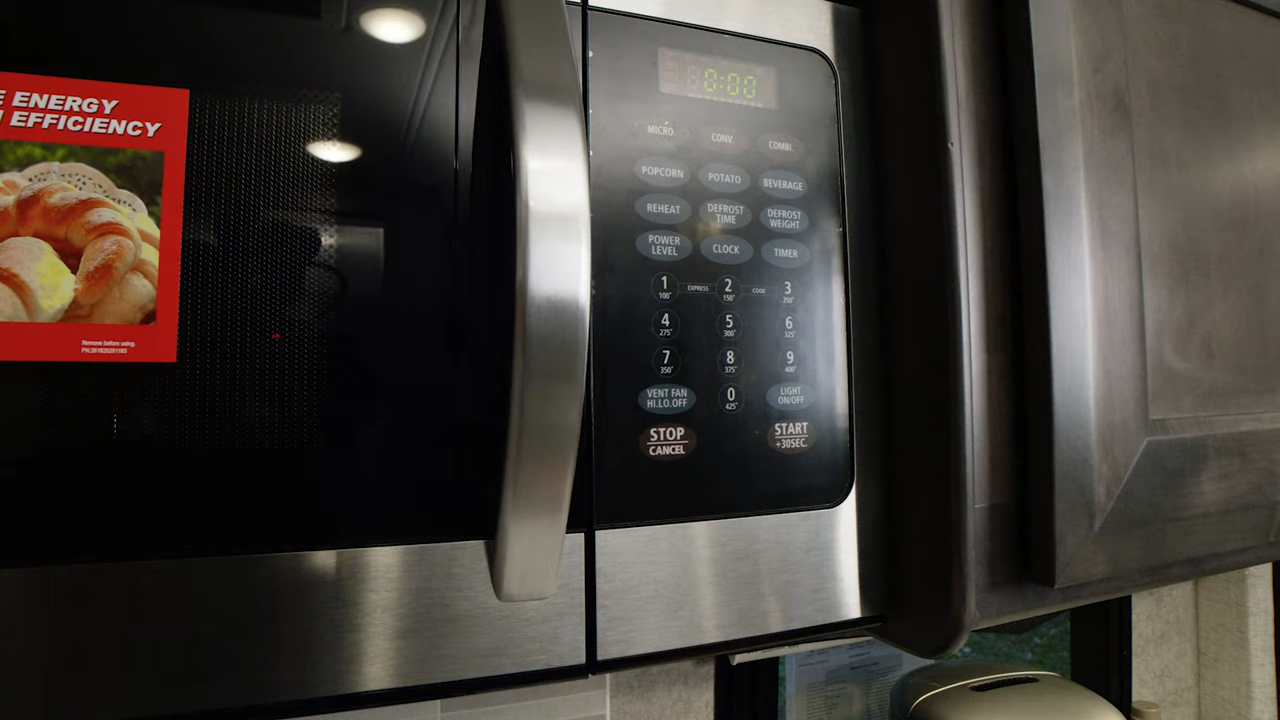 E ENERGY
EFFICIENCY
Remove before using.
0:00
MICRO.
CONV.
COMBI.
POPCORN
POTATO
BEVERAGE
REHEAT
DEFROST
TIME
DEFROST
WEIGHT
POWER
LEVEL
CLOCK
TIMER
1
100°
EXPRESS
2
150°
COOK
3
250°
4
275°
5
300°
6
325°
7
350°
8
375°
9
400°
VENT FAN
HI.LO.OFF
0
425°
LIGHT
ON/OFF
STOP
CANCEL
START
+30SEC.